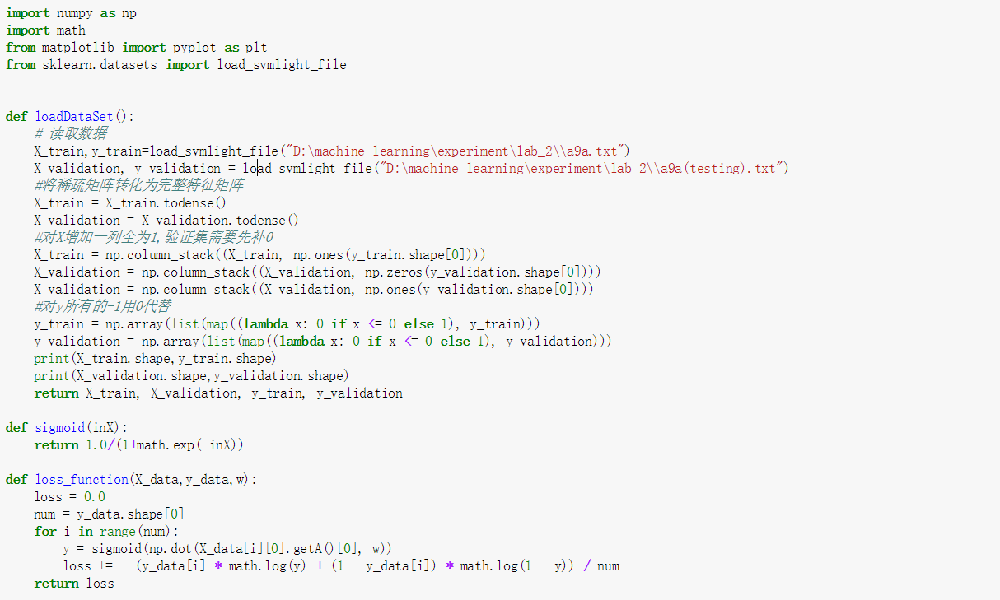 import numpy as np
import math
from matplotlib import pyplot as plt
from sklearn.datasets import load_svmlight_file
def loadDataSet():
    # 读取数据
    X_train,y_train=load_svmlight_file("D:\machine learning\experiment\lab_2\\a9a.txt")
    X_validation, y_validation = load_svmlight_file("D:\machine learning\experiment\lab_2\\a9a(testing).txt")
    #将稀疏矩阵转化为完整特征矩阵
    X_train = X_train.todense()
    X_validation = X_validation.todense()
    #对X增加一列全为1,验证集需要先补0
    X_train = np.column_stack((X_train, np.ones(y_train.shape[0])))
    X_validation = np.column_stack((X_validation, np.zeros(y_validation.shape[0])))
    X_validation = np.column_stack((X_validation, np.ones(y_validation.shape[0])))
    #对y所有的-1用0代替
    y_train = np.array(list(map((lambda x: 0 if x <= 0 else 1), y_train)))
    y_validation = np.array(list(map((lambda x: 0 if x <= 0 else 1), y_validation)))
    print(X_train.shape,y_train.shape)
    print(X_validation.shape,y_validation.shape)
    return X_train, X_validation, y_train, y_validation
def sigmoid(inX):
    return 1.0/(1+math.exp(-inX))
def loss_function(X_data,y_data,w):
    loss = 0.0
    num = y_data.shape[0]
    for i in range(num):
        y = sigmoid(np.dot(X_data[i][0].getA()[0], w))
        loss += - (y_data[i] * math.log(y) + (1 - y_data[i]) * math.log(1 - y)) / num
    return loss